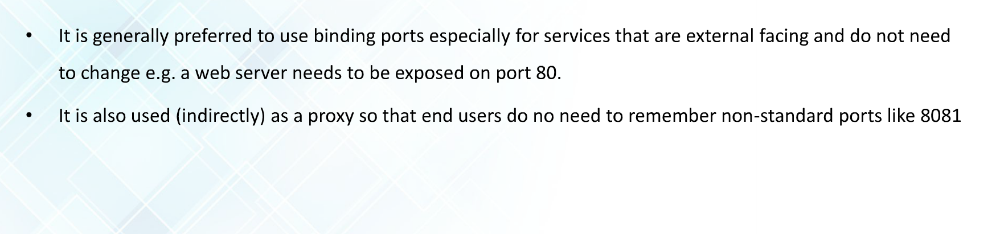 • It is generally preferred to use binding ports especially for services that are external facing and do not need
to change e.g. a web server needs to be exposed on port 80.
• It is also used (indirectly) as a proxy so that end users do no need to remember non-standard ports like 8081